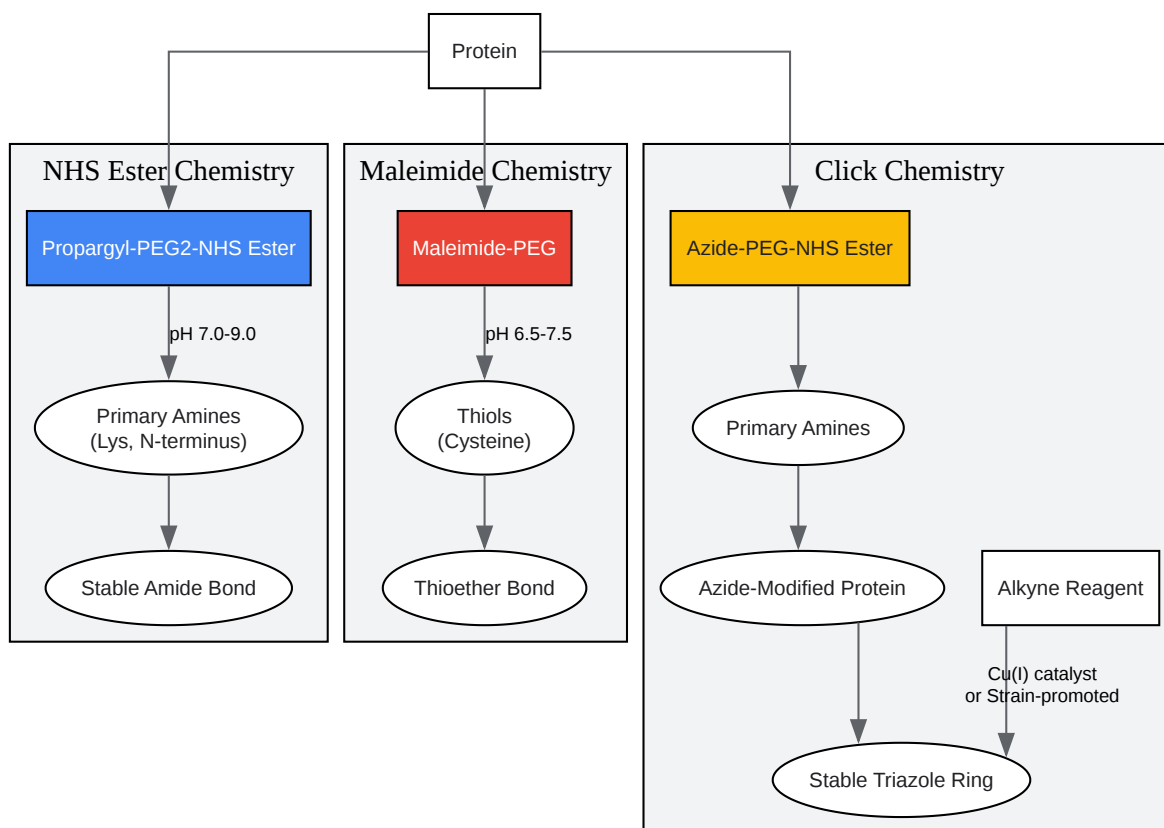 Protein
NHS Ester Chemistry
Maleimide Chemistry
Click Chemistry
Propargyl-PEG2-NHS Ester
Maleimide-PEG
Azide-PEG-NHS Ester
pH 7.0-9.0
pH 6.5-7.5
Primary Amines
(Lys, N-terminus)
Thiols
(Cysteine)
Primary Amines
Stable Amide Bond
Thioether Bond
Azide-Modified Protein
Alkyne Reagent
Cu(I) catalyst
or Strain-promoted
Stable Triazole Ring